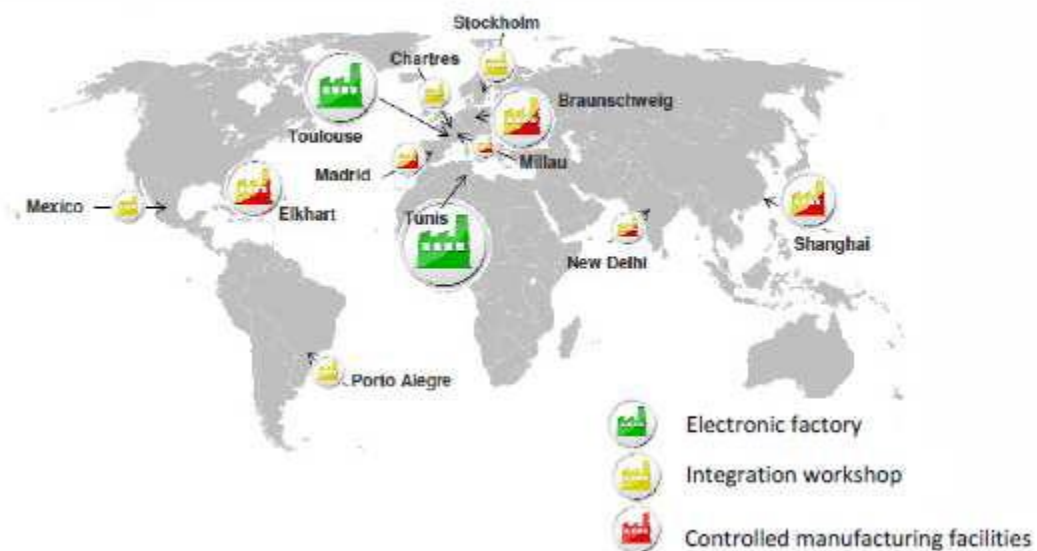 Stockholm
Chartres
Braunschweig
Toulouse
Millau
Madrid
Mexico
Elkhart
Tunis
New Delhi
Shanghai
Porto Alegre
Electronic factory
Integration workshop
Controlled manufacturing facilities